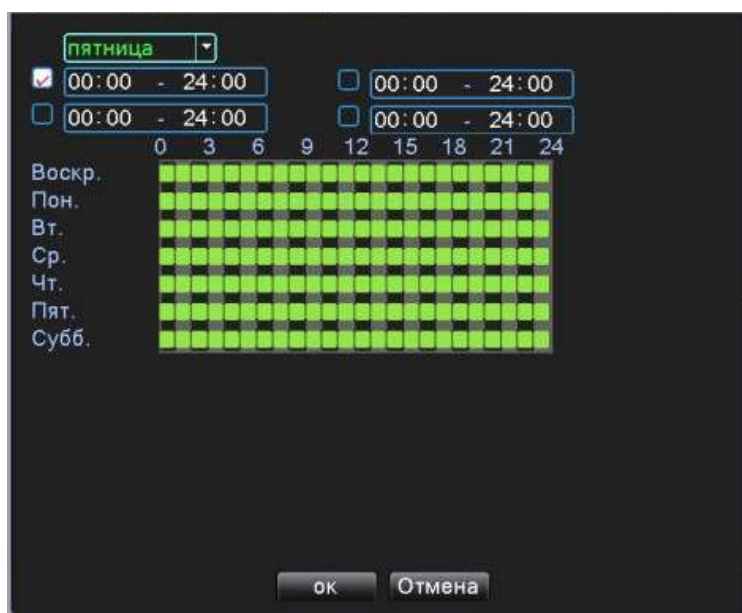 пятница
00:00 - 24:00 00:00 - 24:00
00:00 - 24:00 00:00 - 24:00
0 3 6 9 12 15 18 21 24
Воскр.
Пон.
Вт.
Ср.
Чт.
Пят.
Субб.
ок Отмена